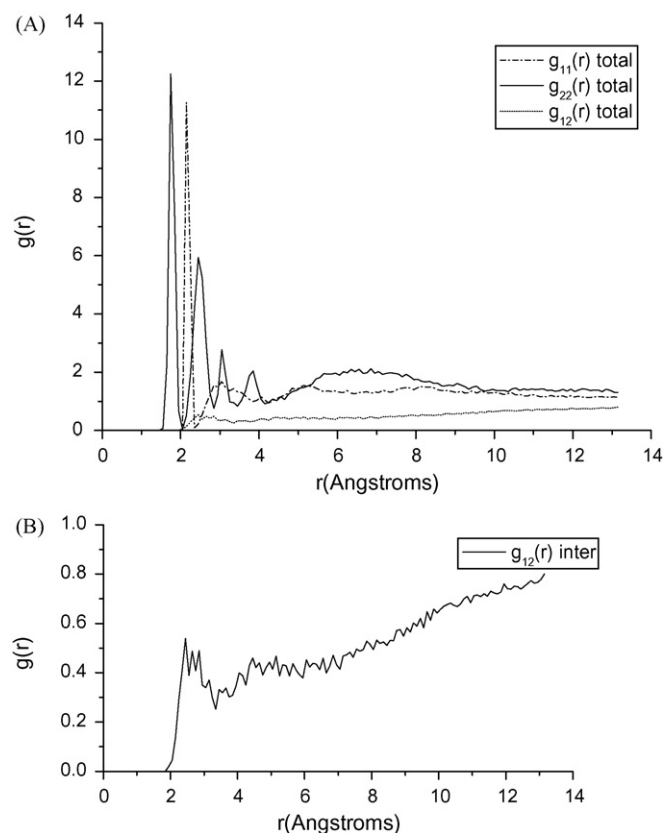 (A)
14
12
10
8
6
4
2
0
g(r)
g11(r) total
g22(r) total
g12(r) total
0 2 4 6 8 10 12 14
r(Angstroms)
(B)
1.0
0.8
0.6
0.4
0.2
0.0
g(r)
g12(r) inter
0 2 4 6 8 10 12 14
r(Angstroms)